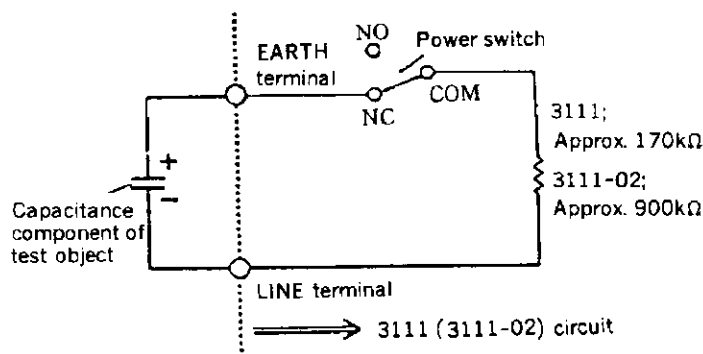 NO
Power switch
EARTH
terminal
COM
NC
3111;
Approx. 170kΩ
3111-02;
Approx. 900kΩ
+
−
Capacitance
component of
test object
LINE terminal
3111 (3111-02) circuit